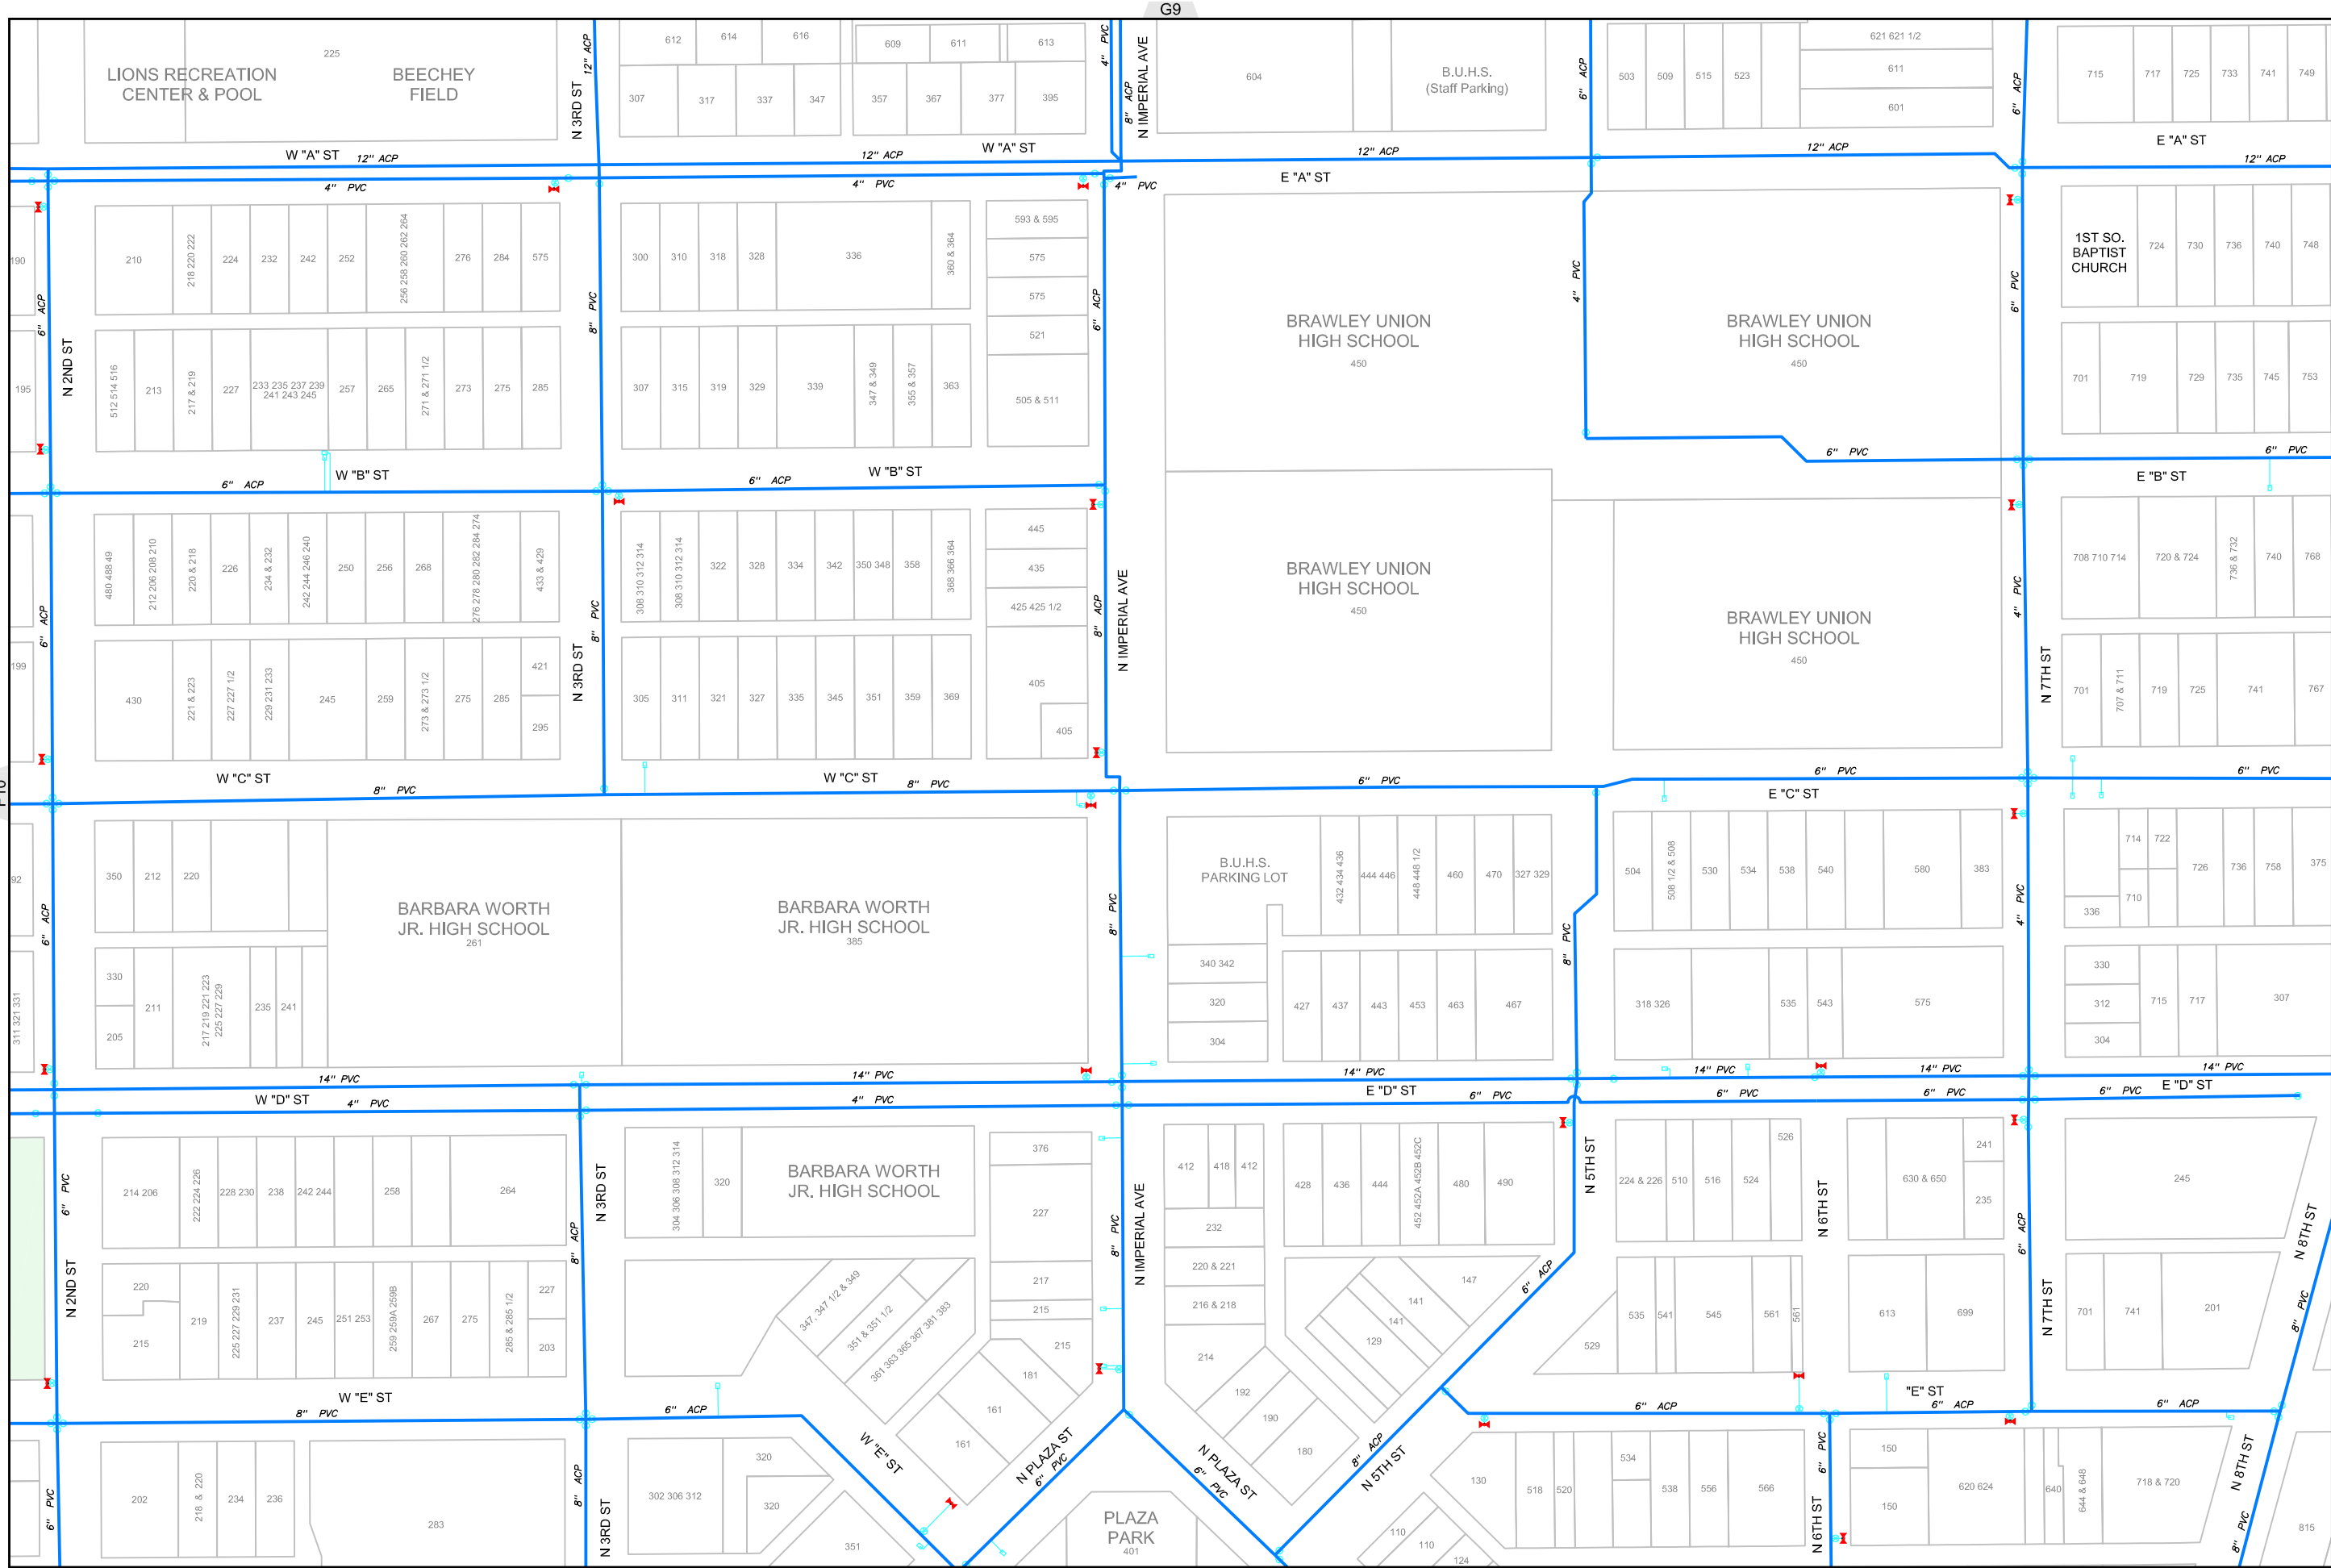 G9
LIONS RECREATION
CENTER & POOL
225
BEECHEY
FIELD
N 3RD ST
12" ACP
612
614
616
609
611
613
307
317
337
347
357
367
377
395
4" PVC
8" ACP
N IMPERIAL AVE
604
B.U.H.S.
(Staff Parking)
6" ACP
503
509
515
523
621 621 1/2
611
601
6" ACP
715
717
725
733
741
749
W "A" ST
12" ACP
12" ACP
W "A" ST
12" ACP
12" ACP
E "A" ST
12" ACP
4" PVC
4" PVC
4" PVC
E "A" ST
190
210
218 220 222
224
232
242
252
256 258 260 262 264
276
284
575
300
310
318
328
336
360 & 364
593 & 595
575
575
521
505 & 511
6" ACP
N 2ND ST
8" PVC
6" ACP
BRAWLEY UNION
HIGH SCHOOL
450
4" PVC
BRAWLEY UNION
HIGH SCHOOL
450
6" PVC
1ST SO.
BAPTIST
CHURCH
724
730
736
740
748
195
512 514 516
213
217 & 219
227
233 235 237 239
241 243 245
257
265
271 & 271 1/2
273
275
285
307
315
319
329
339
347 & 349
355 & 357
363
701
719
729
735
745
753
W "B" ST
6" ACP
6" ACP
W "B" ST
6" PVC
6" PVC
E "B" ST
480 488 49
212 206 208 210
220 & 218
226
234 & 232
242 244 246 240
250
256
268
276 278 280 282 284 274
433 & 429
308 310 312 314
308 310 312 314
322
328
334
342
350 348
358
368 366 364
445
435
425 425 1/2
405
405
6" ACP
8" PVC
8" ACP
N IMPERIAL AVE
BRAWLEY UNION
HIGH SCHOOL
450
BRAWLEY UNION
HIGH SCHOOL
450
4" PVC
N 7TH ST
708 710 714
720 & 724
736 & 732
740
768
199
430
221 & 223
227 227 1/2
229 231 233
245
259
273 & 273 1/2
275
285
421
295
N 3RD ST
305
311
321
327
335
345
351
359
369
701
707 & 711
719
725
741
767
W "C" ST
8" PVC
W "C" ST
8" PVC
6" PVC
6" PVC
E "C" ST
6" PVC
92
350
212
220
BARBARA WORTH
JR. HIGH SCHOOL
261
BARBARA WORTH
JR. HIGH SCHOOL
385
6" ACP
8" PVC
B.U.H.S.
PARKING LOT
432 434 436
444 446
448 448 1/2
460
470
327 329
8" PVC
504
508 1/2 & 508
530
534
538
540
580
383
4" PVC
714
722
710
336
726
736
758
375
311 321 331
330
205
211
217 219 221 223
225 227 229
235
241
340 342
320
304
427
437
443
453
463
467
318 326
535
543
575
330
312
304
715
717
307
14" PVC
14" PVC
14" PVC
14" PVC
14" PVC
14" PVC
W "D" ST
4" PVC
4" PVC
E "D" ST
6" PVC
6" PVC
6" PVC
6" PVC
E "D" ST
6" PVC
N 2ND ST
214 206
222 224 226
228 230
238
242 244
258
264
8" ACP
N 3RD ST
304 306 308 312 314
320
BARBARA WORTH
JR. HIGH SCHOOL
376
227
217
215
215
8" PVC
N IMPERIAL AVE
412
418
412
232
220 & 221
216 & 218
214
428
436
444
452 452A 452B 452C
480
490
N 5TH ST
224 & 226
510
516
524
526
N 6TH ST
630 & 650
241
235
6" ACP
N 7TH ST
245
N 8TH ST
220
215
219
225 227 229 231
237
245
251 253
259 259A 259B
267
275
285 & 285 1/2
227
203
347, 347 1/2 & 349
351 & 351 1/2
361 363 365 367 381 383
181
161
161
192
190
180
147
141
141
129
6" ACP
529
535
541
545
561
561
613
699
701
741
201
8" PVC
W "E" ST
8" PVC
6" ACP
W "E" ST
N PLAZA ST
6" PVC
N PLAZA ST
6" PVC
8" ACP
N 5TH ST
6" ACP
"E" ST
6" ACP
6" ACP
6" PVC
202
218 & 220
234
236
283
8" ACP
N 3RD ST
302 306 312
320
320
351
PLAZA
PARK
401
110
110
124
130
518
520
534
538
556
566
6" PVC
N 6TH ST
150
150
620 624
640
644 & 648
718 & 720
N 8TH ST
8" PVC
815